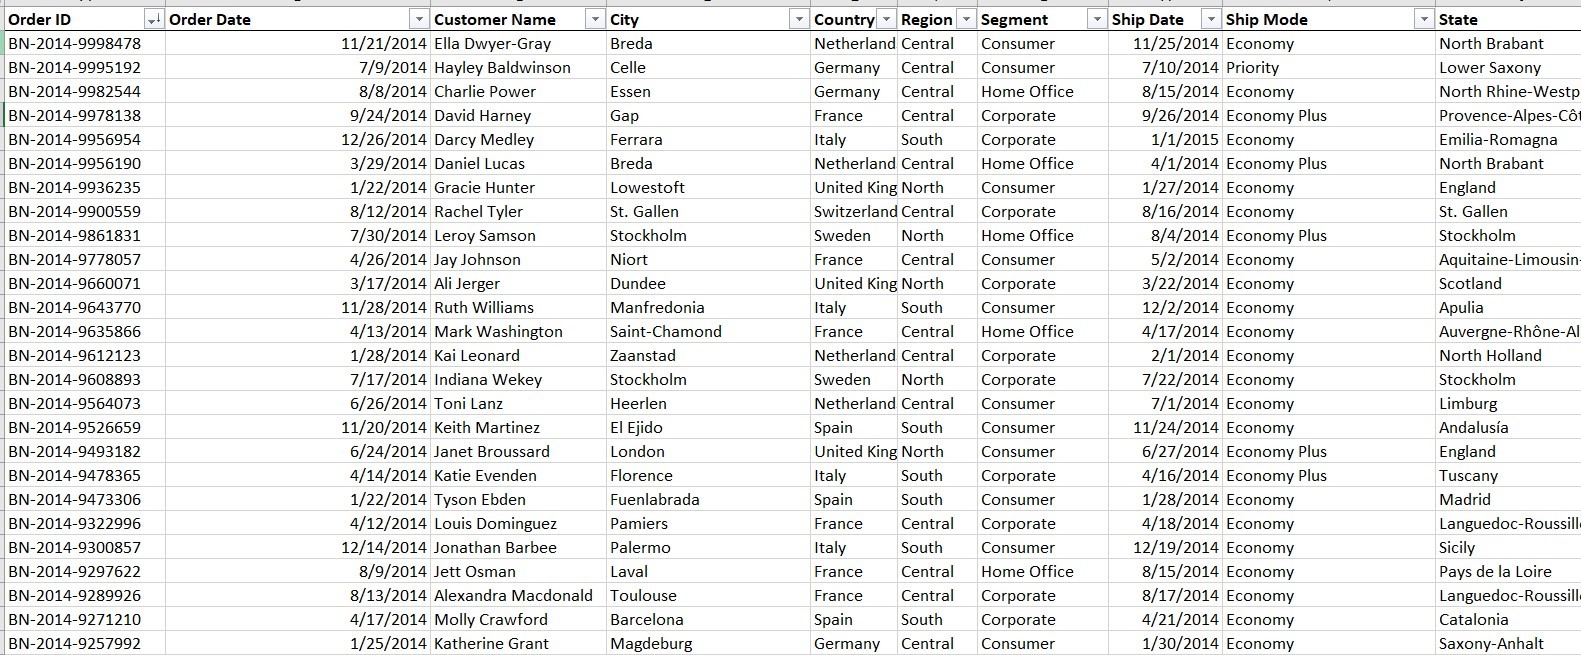 Order ID Order Date Customer Name City Country Region Segment Ship Date Ship Mode State
BN-2014-9998478 11/21/2014 Ella Dwyer-Gray Breda Netherland Central Consumer 11/25/2014 Economy North Brabant
BN-2014-9995192 7/9/2014 Hayley Baldwinson Celle Germany Central Consumer 7/10/2014 Priority Lower Saxony
BN-2014-9982544 8/8/2014 Charlie Power Essen Germany Central Home Office 8/15/2014 Economy North Rhine-Westp
BN-2014-9978138 9/24/2014 David Harney Gap France Central Corporate 9/26/2014 Economy Plus Provence-Alpes-Côt
BN-2014-9956954 12/26/2014 Darcy Medley Ferrara Italy South Corporate 1/1/2015 Economy Emilia-Romagna
BN-2014-9956190 3/29/2014 Daniel Lucas Breda Netherland Central Home Office 4/1/2014 Economy Plus North Brabant
BN-2014-9936235 1/22/2014 Gracie Hunter Lowestoft United King North Consumer 1/27/2014 Economy England
BN-2014-9900559 8/12/2014 Rachel Tyler St. Gallen Switzerland Central Corporate 8/16/2014 Economy St. Gallen
BN-2014-9861831 7/30/2014 Leroy Samson Stockholm Sweden North Home Office 8/4/2014 Economy Plus Stockholm
BN-2014-9778057 4/26/2014 Jay Johnson Niort France Central Consumer 5/2/2014 Economy Aquitaine-Limousin-
BN-2014-9660071 3/17/2014 Ali Jerger Dundee United King North Corporate 3/22/2014 Economy Scotland
BN-2014-9643770 11/28/2014 Ruth Williams Manfredonia Italy South Consumer 12/2/2014 Economy Apulia
BN-2014-9635866 4/13/2014 Mark Washington Saint-Chamond France Central Home Office 4/17/2014 Economy Auvergne-Rhône-Al
BN-2014-9612123 1/28/2014 Kai Leonard Zaanstad Netherland Central Corporate 2/1/2014 Economy North Holland
BN-2014-9608893 7/17/2014 Indiana Wekey Stockholm Sweden North Corporate 7/22/2014 Economy Stockholm
BN-2014-9564073 6/26/2014 Toni Lanz Heerlen Netherland Central Consumer 7/1/2014 Economy Limburg
BN-2014-9526659 11/20/2014 Keith Martinez El Ejido Spain South Consumer 11/24/2014 Economy Andalusía
BN-2014-9493182 6/24/2014 Janet Broussard London United King North Consumer 6/27/2014 Economy Plus England
BN-2014-9478365 4/14/2014 Katie Evenden Florence Italy South Corporate 4/16/2014 Economy Plus Tuscany
BN-2014-9473306 1/22/2014 Tyson Ebden Fuenlabrada Spain South Consumer 1/28/2014 Economy Madrid
BN-2014-9322996 4/12/2014 Louis Dominguez Pamiers France Central Corporate 4/18/2014 Economy Languedoc-Roussill
BN-2014-9300857 12/14/2014 Jonathan Barbee Palermo Italy South Consumer 12/19/2014 Economy Sicily
BN-2014-9297622 8/9/2014 Jett Osman Laval France Central Home Office 8/15/2014 Economy Pays de la Loire
BN-2014-9289926 8/13/2014 Alexandra Macdonald Toulouse France Central Corporate 8/17/2014 Economy Languedoc-Roussill
BN-2014-9271210 4/17/2014 Molly Crawford Barcelona Spain South Corporate 4/21/2014 Economy Catalonia
BN-2014-9257992 1/25/2014 Katherine Grant Magdeburg Germany Central Consumer 1/30/2014 Economy Saxony-Anhalt